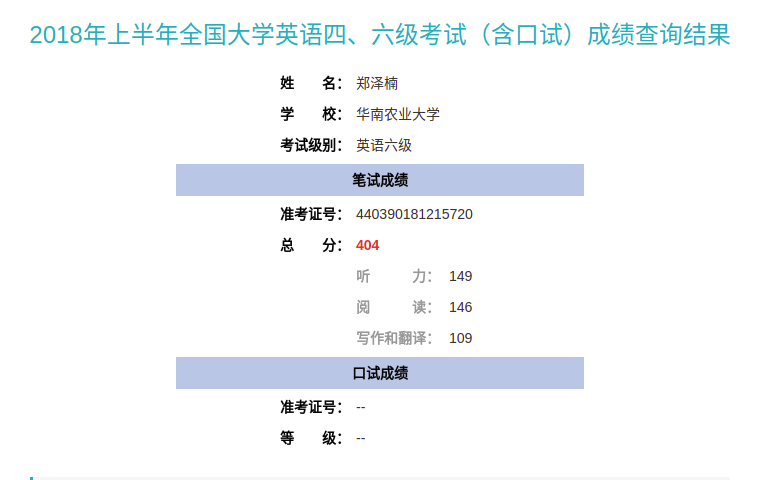 2018年上半年全国大学英语四、六级考试（含口试）成绩查询结果
姓　　名： 郑泽楠
学　　校： 华南农业大学
考试级别： 英语六级
笔试成绩
准考证号： 440390181215720
总　　分： 404
听　　　力： 149
阅　　　读： 146
写作和翻译： 109
口试成绩
准考证号： --
等　　级： --